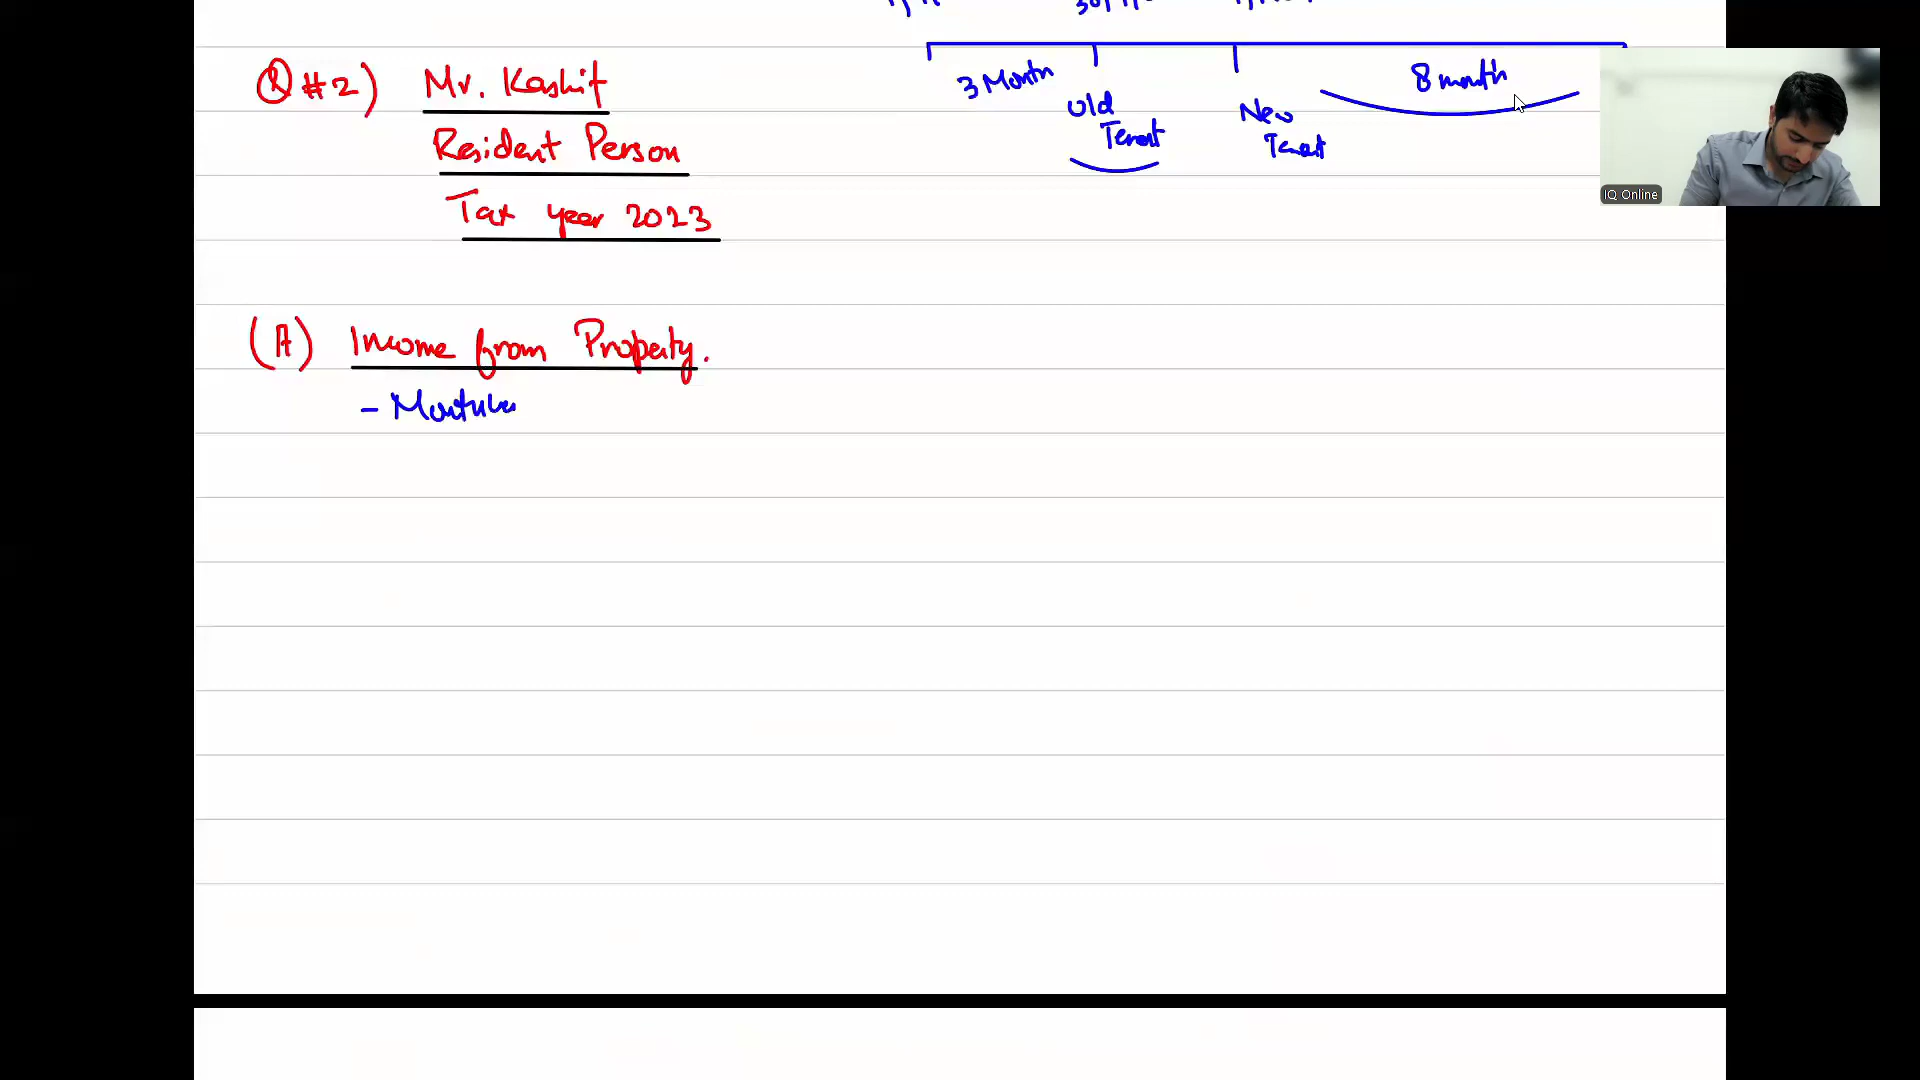 Q#2) Mr. Kashif
Resident Person
Tax year 2023
3 Month
Old
Tenant
New
Tenant
8 month
IQ Online
(A) Income from Property.